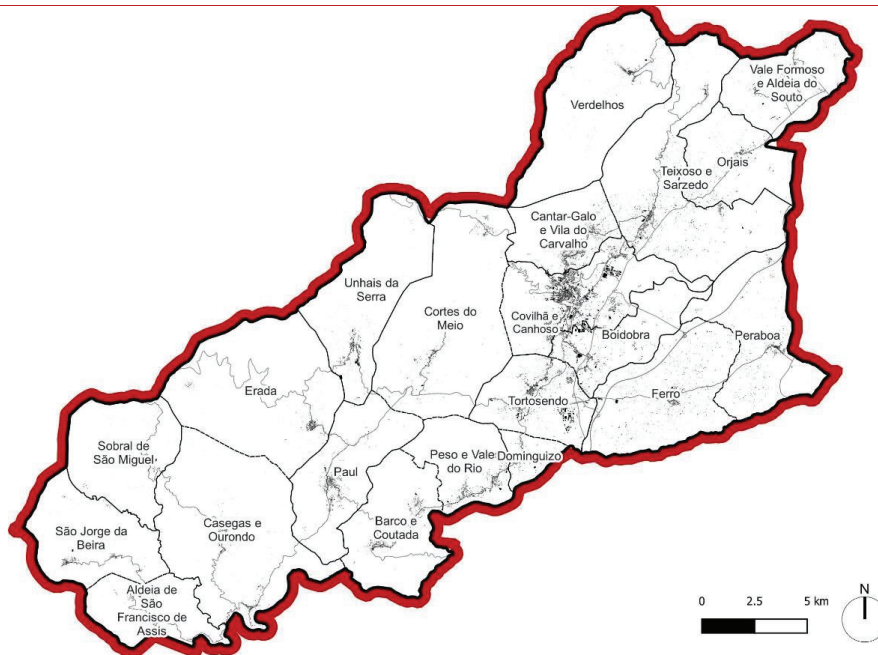 Vale Formoso
e Aldeia do
Souto
Verdelhos
Orjais
Teixoso e
Sarzedo
Cantar-Galo
e Vila do
Carvalho
Unhais da
Serra
Cortes do
Meio
Covilhã e
Canhoso
Boidobra
Peraboa
Erada
Tortosendo
Ferro
Sobral de
São Miguel
Peso e Vale
do Rio
Dominguizo
Paul
Casegas e
Ourondo
Barco e
Coutada
São Jorge da
Beira
Aldeia de
São
Francisco de
Assis
0 2.5 5 km
N